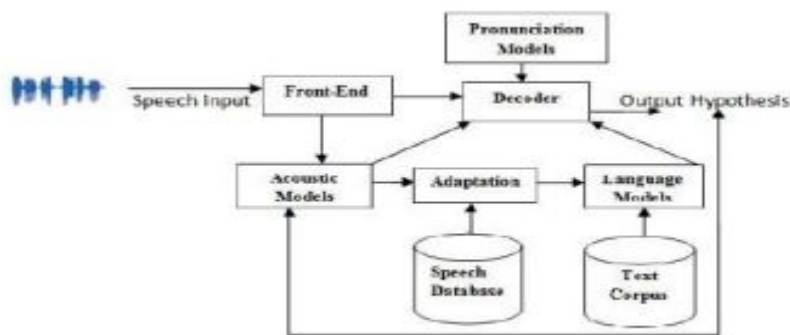 Pronunciation
Models
Speech Input
Front-End
Decoder
Output Hypothesis
Acoustic
Models
Adaptation
Language
Models
Speech
Database
Text
Corpus